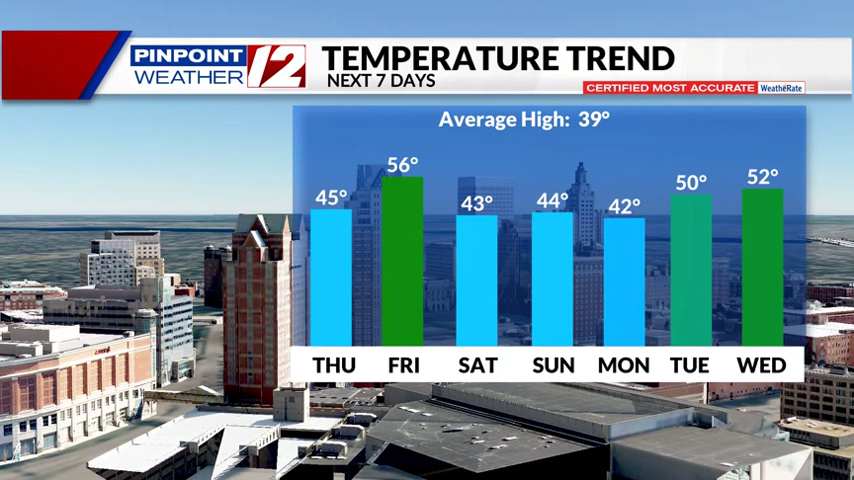 PINPOINT
WEATHER 12
TEMPERATURE TREND
NEXT 7 DAYS
CERTIFIED MOST ACCURATE WeatheRate
Average High: 39°
45° 56° 43° 44° 42° 50° 52°
THU FRI SAT SUN MON TUE WED